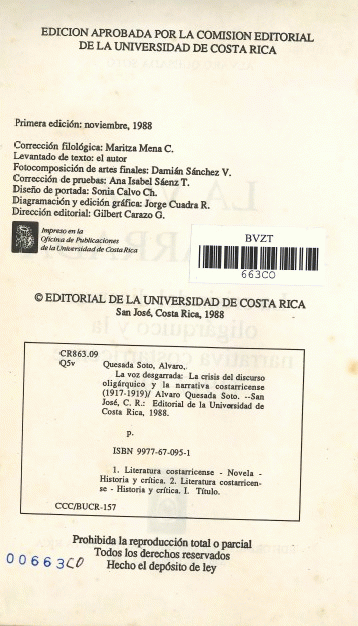 EDICION APROBADA POR LA COMISION EDITORIAL
DE LA UNIVERSIDAD DE COSTA RICA
Primera edición: noviembre, 1988
Corrección filológica: Maritza Mena C.
Levantado de texto: el autor
Fotocomposición de artes finales: Damián Sánchez V.
Corrección de pruebas: Ana Isabel Sáenz T.
Diseño de portada: Sonia Calvo Ch.
Diagramación y edición gráfica: Jorge Cuadra R.
Dirección editorial: Gilbert Carazo G.
Impreso en la
Oficina de Publicaciones
de la Universidad de Costa Rica
BVZT
663CO
© EDITORIAL DE LA UNIVERSIDAD DE COSTA RICA
San José, Costa Rica, 1988
CR863.09
Q5v Quesada Soto, Alvaro,
La voz desgarrada: La crisis del discurso
oligárquico y la narrativa costarricense
(1917-1919)/ Alvaro Quesada Soto. --San
José, C. R.: Editorial de la Universidad de
Costa Rica, 1988.
p.
ISBN 9977-67-095-1
1. Literatura costarricense - Novela -
Historia y crítica. 2. Literatura costarricen-
se - Historia y crítica. I. Título.
CCC/BUCR-157
Prohibida la reproducción total o parcial
Todos los derechos reservados
Hecho el depósito de ley
00663CO